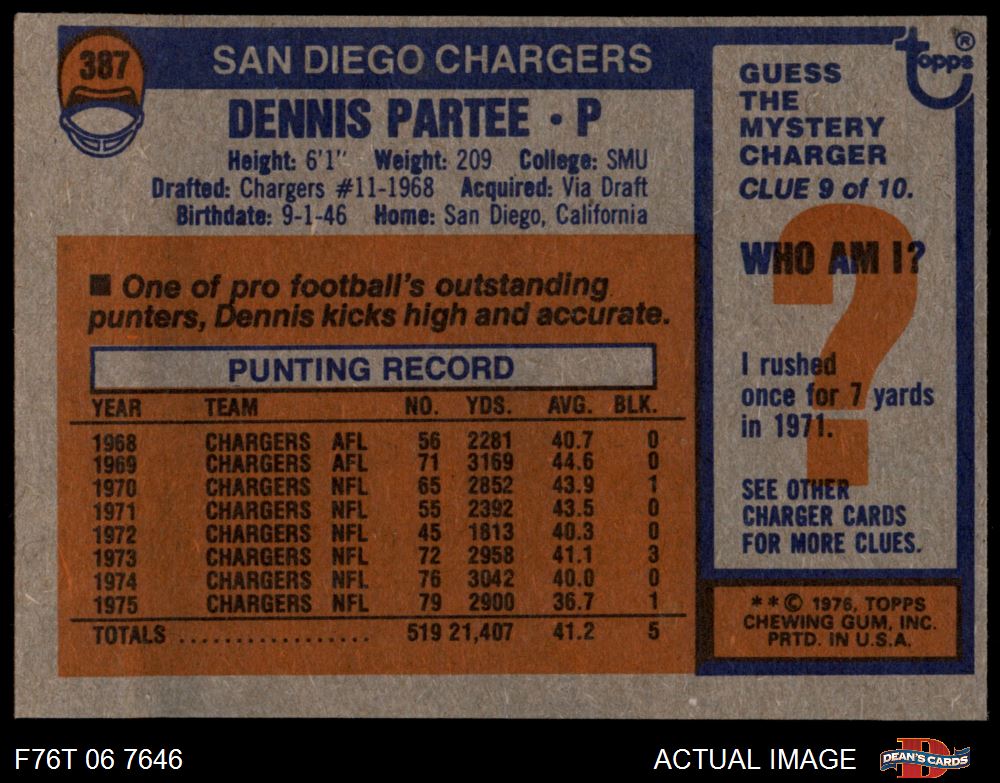 387
SAN DIEGO CHARGERS
DENNIS PARTEE • P
Height: 6'1" Weight: 209 College: SMU
Drafted: Chargers #11-1968 Acquired: Via Draft
Birthdate: 9-1-46 Home: San Diego, California
■ One of pro football's outstanding
punters, Dennis kicks high and accurate.
PUNTING RECORD
YEAR TEAM NO. YDS. AVG. BLK.
1968 CHARGERS AFL 56 2281 40.7 0
1969 CHARGERS AFL 71 3169 44.6 0
1970 CHARGERS NFL 65 2852 43.9 1
1971 CHARGERS NFL 55 2392 43.5 0
1972 CHARGERS NFL 45 1813 40.3 0
1973 CHARGERS NFL 72 2958 41.1 3
1974 CHARGERS NFL 76 3042 40.0 0
1975 CHARGERS NFL 79 2900 36.7 1
TOTALS .................. 519 21,407 41.2 5
topps ®
GUESS
THE
MYSTERY
CHARGER
CLUE 9 of 10.
?
WHO AM I?
I rushed
once for 7 yards
in 1971.
SEE OTHER
CHARGER CARDS
FOR MORE CLUES.
* * © 1976, TOPPS
CHEWING GUM, INC.
PRTD. IN U.S.A.
F76T 06 7646
ACTUAL IMAGE
D
DEAN'S CARDS